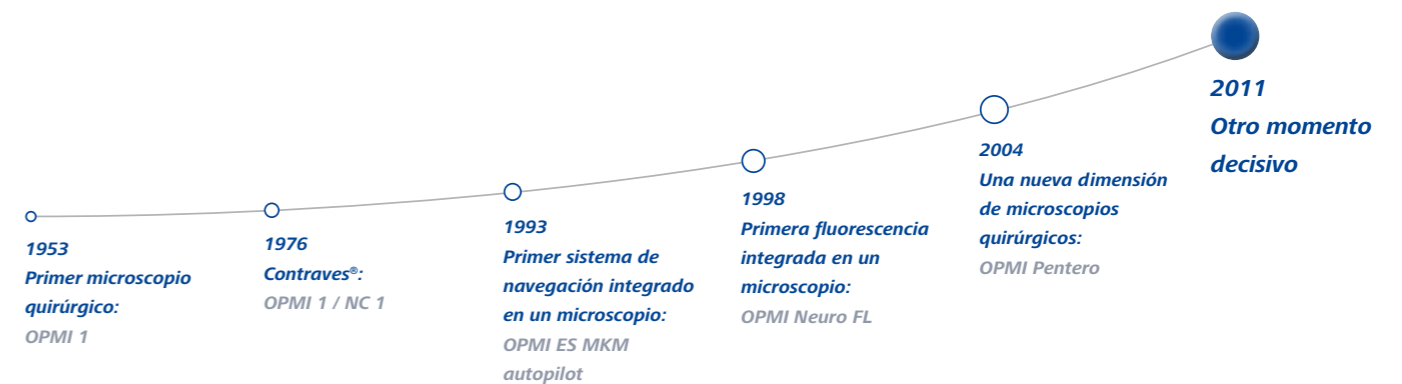 1953
Primer microscopio
quirúrgico:
OPMI 1
1976
Contraves®:
OPMI 1 / NC 1
1993
Primer sistema de
navegación integrado
en un microscopio:
OPMI ES MKM
autopilot
1998
Primera fluorescencia
integrada en un
microscopio:
OPMI Neuro FL
2004
Una nueva dimensión
de microscopios
quirúrgicos:
OPMI Pentero
2011
Otro momento
decisivo